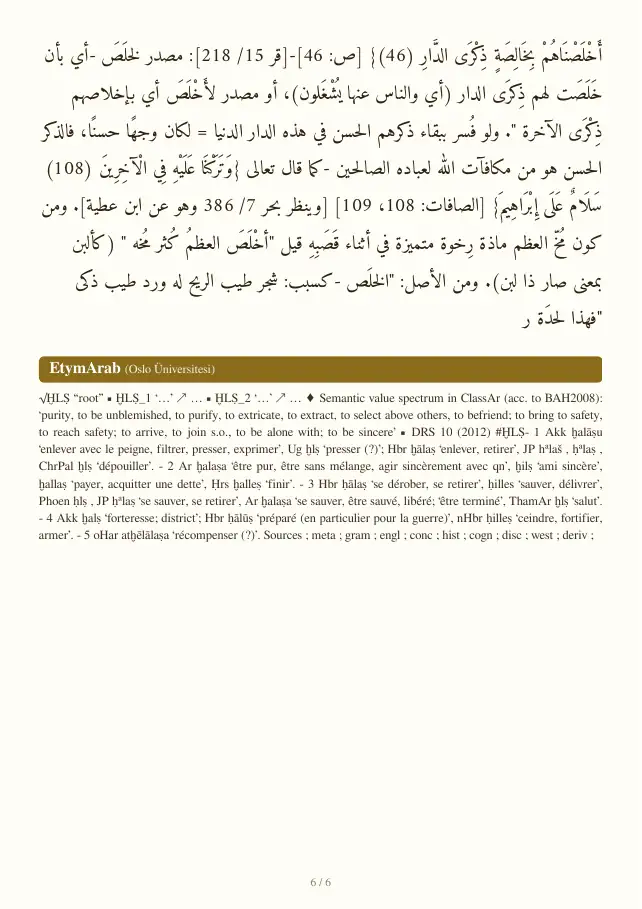 أَخْلَصْنَاهُمْ بِخَالِصَةٍ ذِكْرَى الدَّارِ (46)} [ص: 46]-[قر 15/ 218]: مصدر لخَلَصَ -أي بأن
خَلَصَت لهم ذِكرَى الدار (أي والناس عنها يُشْغَلون)، أو مصدر لأَخْلَصَ أي بإخلاصهم
ذِكْرَى الآخرة ". ولو فُسر ببقاء ذكرهم الحسن في هذه الدار الدنيا = لكان وجهًا حسنًا، فالذكر
الحسن هو من مكافآت الله لعباده الصالحين -كما قال تعالى {وَتَرَكْنَا عَلَيْهِ فِي الْآخِرِينَ (108)
سَلَامٌ عَلَى إِبْرَاهِيمَ} [الصافات: 108، 109] [وينظر بحر 7/ 386 وهو عن ابن عطية]. ومن
كون مُخّ العظم ماذة رِخوة متميزة في أثناء قَصَبِهِ قيل "أخْلَصَ العظمُ كُثر مُخه " (كألبن
بمعنى صار ذا لبن). ومن الأصل: "الخَلَص -كسبب: شجر طيب الريح له ورد طيب ذكى
"فهذا لحدّة ر
EtymArab (Oslo Üniversitesi)
√ḪLṢ “root” ▪ ḪLṢ_1 ‘…’ ↗ … ▪ ḪLṢ_2 ‘…’ ↗ … ♦ Semantic value spectrum in ClassAr (acc. to BAH2008):
‘purity, to be unblemished, to purify, to extricate, to extract, to select above others, to befriend; to bring to safety,
to reach safety; to arrive, to join s.o., to be alone with; to be sincere’ ▪ DRS 10 (2012) #ḪLṢ- 1 Akk ḫalāṣu
‘enlever avec le peigne, filtrer, presser, exprimer’, Ug ḫlṣ ‘presser (?)’; Hbr ḥālaṣ ‘enlever, retirer’, JP ḥᵃlaš , ḥᵃlaṣ ,
ChrPal ḥlṣ ‘dépouiller’. - 2 Ar ḫalaṣa ‘être pur, être sans mélange, agir sincèrement avec qn’, ḫilṣ ‘ami sincère’,
ḫallaṣ ‘payer, acquitter une dette’, Ḥrs ḫalleṣ ‘finir’. - 3 Hbr ḥālaṣ ‘se dérober, se retirer’, ḥilleṣ ‘sauver, délivrer’,
Phoen ḥlṣ , JP ḥᵃlaṣ ‘se sauver, se retirer’, Ar ḫalaṣa ‘se sauver, être sauvé, libéré; ‘être terminé’, ThamAr ḫlṣ ‘salut’.
- 4 Akk ḫalṣ ‘forteresse; district’; Hbr ḥālūṣ ‘préparé (en particulier pour la guerre)’, nHbr ḥilleṣ ‘ceindre, fortifier,
armer’. - 5 oHar atḫēlālaṣa ‘récompenser (?)’. Sources ; meta ; gram ; engl ; conc ; hist ; cogn ; disc ; west ; deriv ;
6 / 6